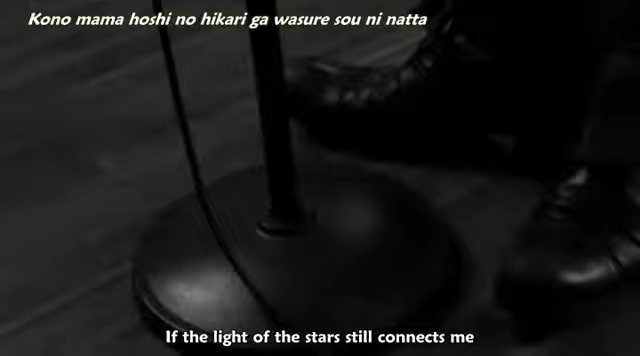 Kono mama hoshi no hikari ga wasure sou ni natta
If the light of the stars still connects me